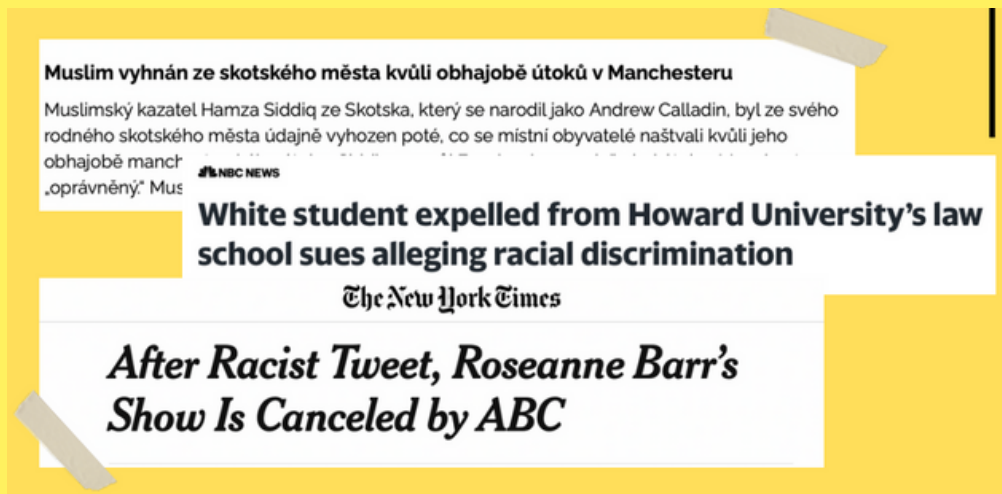 Muslim vyhnán ze skotského města kvůli obhajobě útoků v Manchesteru
Muslimský kazatel Hamza Siddiq ze Skotska, který se narodil jako Andrew Calladin, byl ze svého
rodného skotského města údajně vyhozen poté, co se místní obyvatelé naštvali kvůli jeho
obhajobě
„oprávněný.“
NBC NEWS
White student expelled from Howard University's law
school sues alleging racial discrimination
The New York Times
After Racist Tweet, Roseanne Barr's
Show Is Canceled by ABC